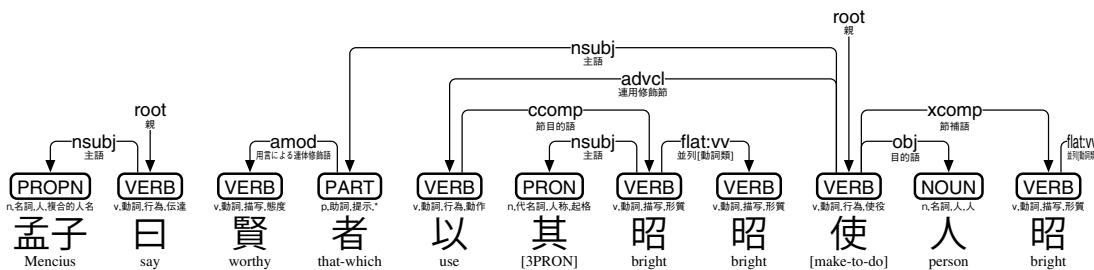 root
親
nsubj
主語
advcl
連用修飾節
root
親
ccomp
節目的語
xcomp
節補語
nsubj
主語
amod
用言による連体修飾語
nsubj
主語
flat:vv
並列[動詞類]
obj
目的語
flat:vv
並列[動詞類]
PROPN VERB VERB PART VERB PRON VERB VERB VERB NOUN VERB
n,名詞,人,複合的人名 v,動詞,行為,伝達 v,動詞,描写,態度 p,助詞,提示,* v,動詞,行為,動作 n,代名詞,人称,起格 v,動詞,描写,形質 v,動詞,描写,形質 v,動詞,行為,使役 n,名詞,人,人 v,動詞,描写,形質
孟子 曰 賢 者 以 其 昭 昭 使 人 昭
Mencius say worthy that-which use [3PRON] bright bright [make-to-do] person bright